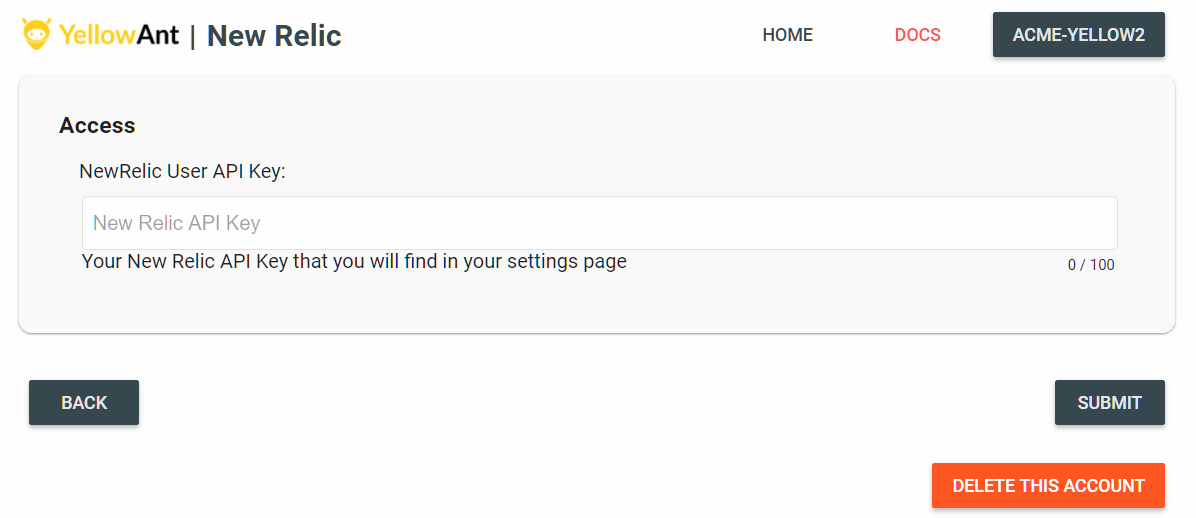 YellowAnt | New Relic
HOME
DOCS
ACME-YELLOW2
Access
NewRelic User API Key:
New Relic API Key
Your New Relic API Key that you will find in your settings page
0 / 100
BACK
SUBMIT
DELETE THIS ACCOUNT